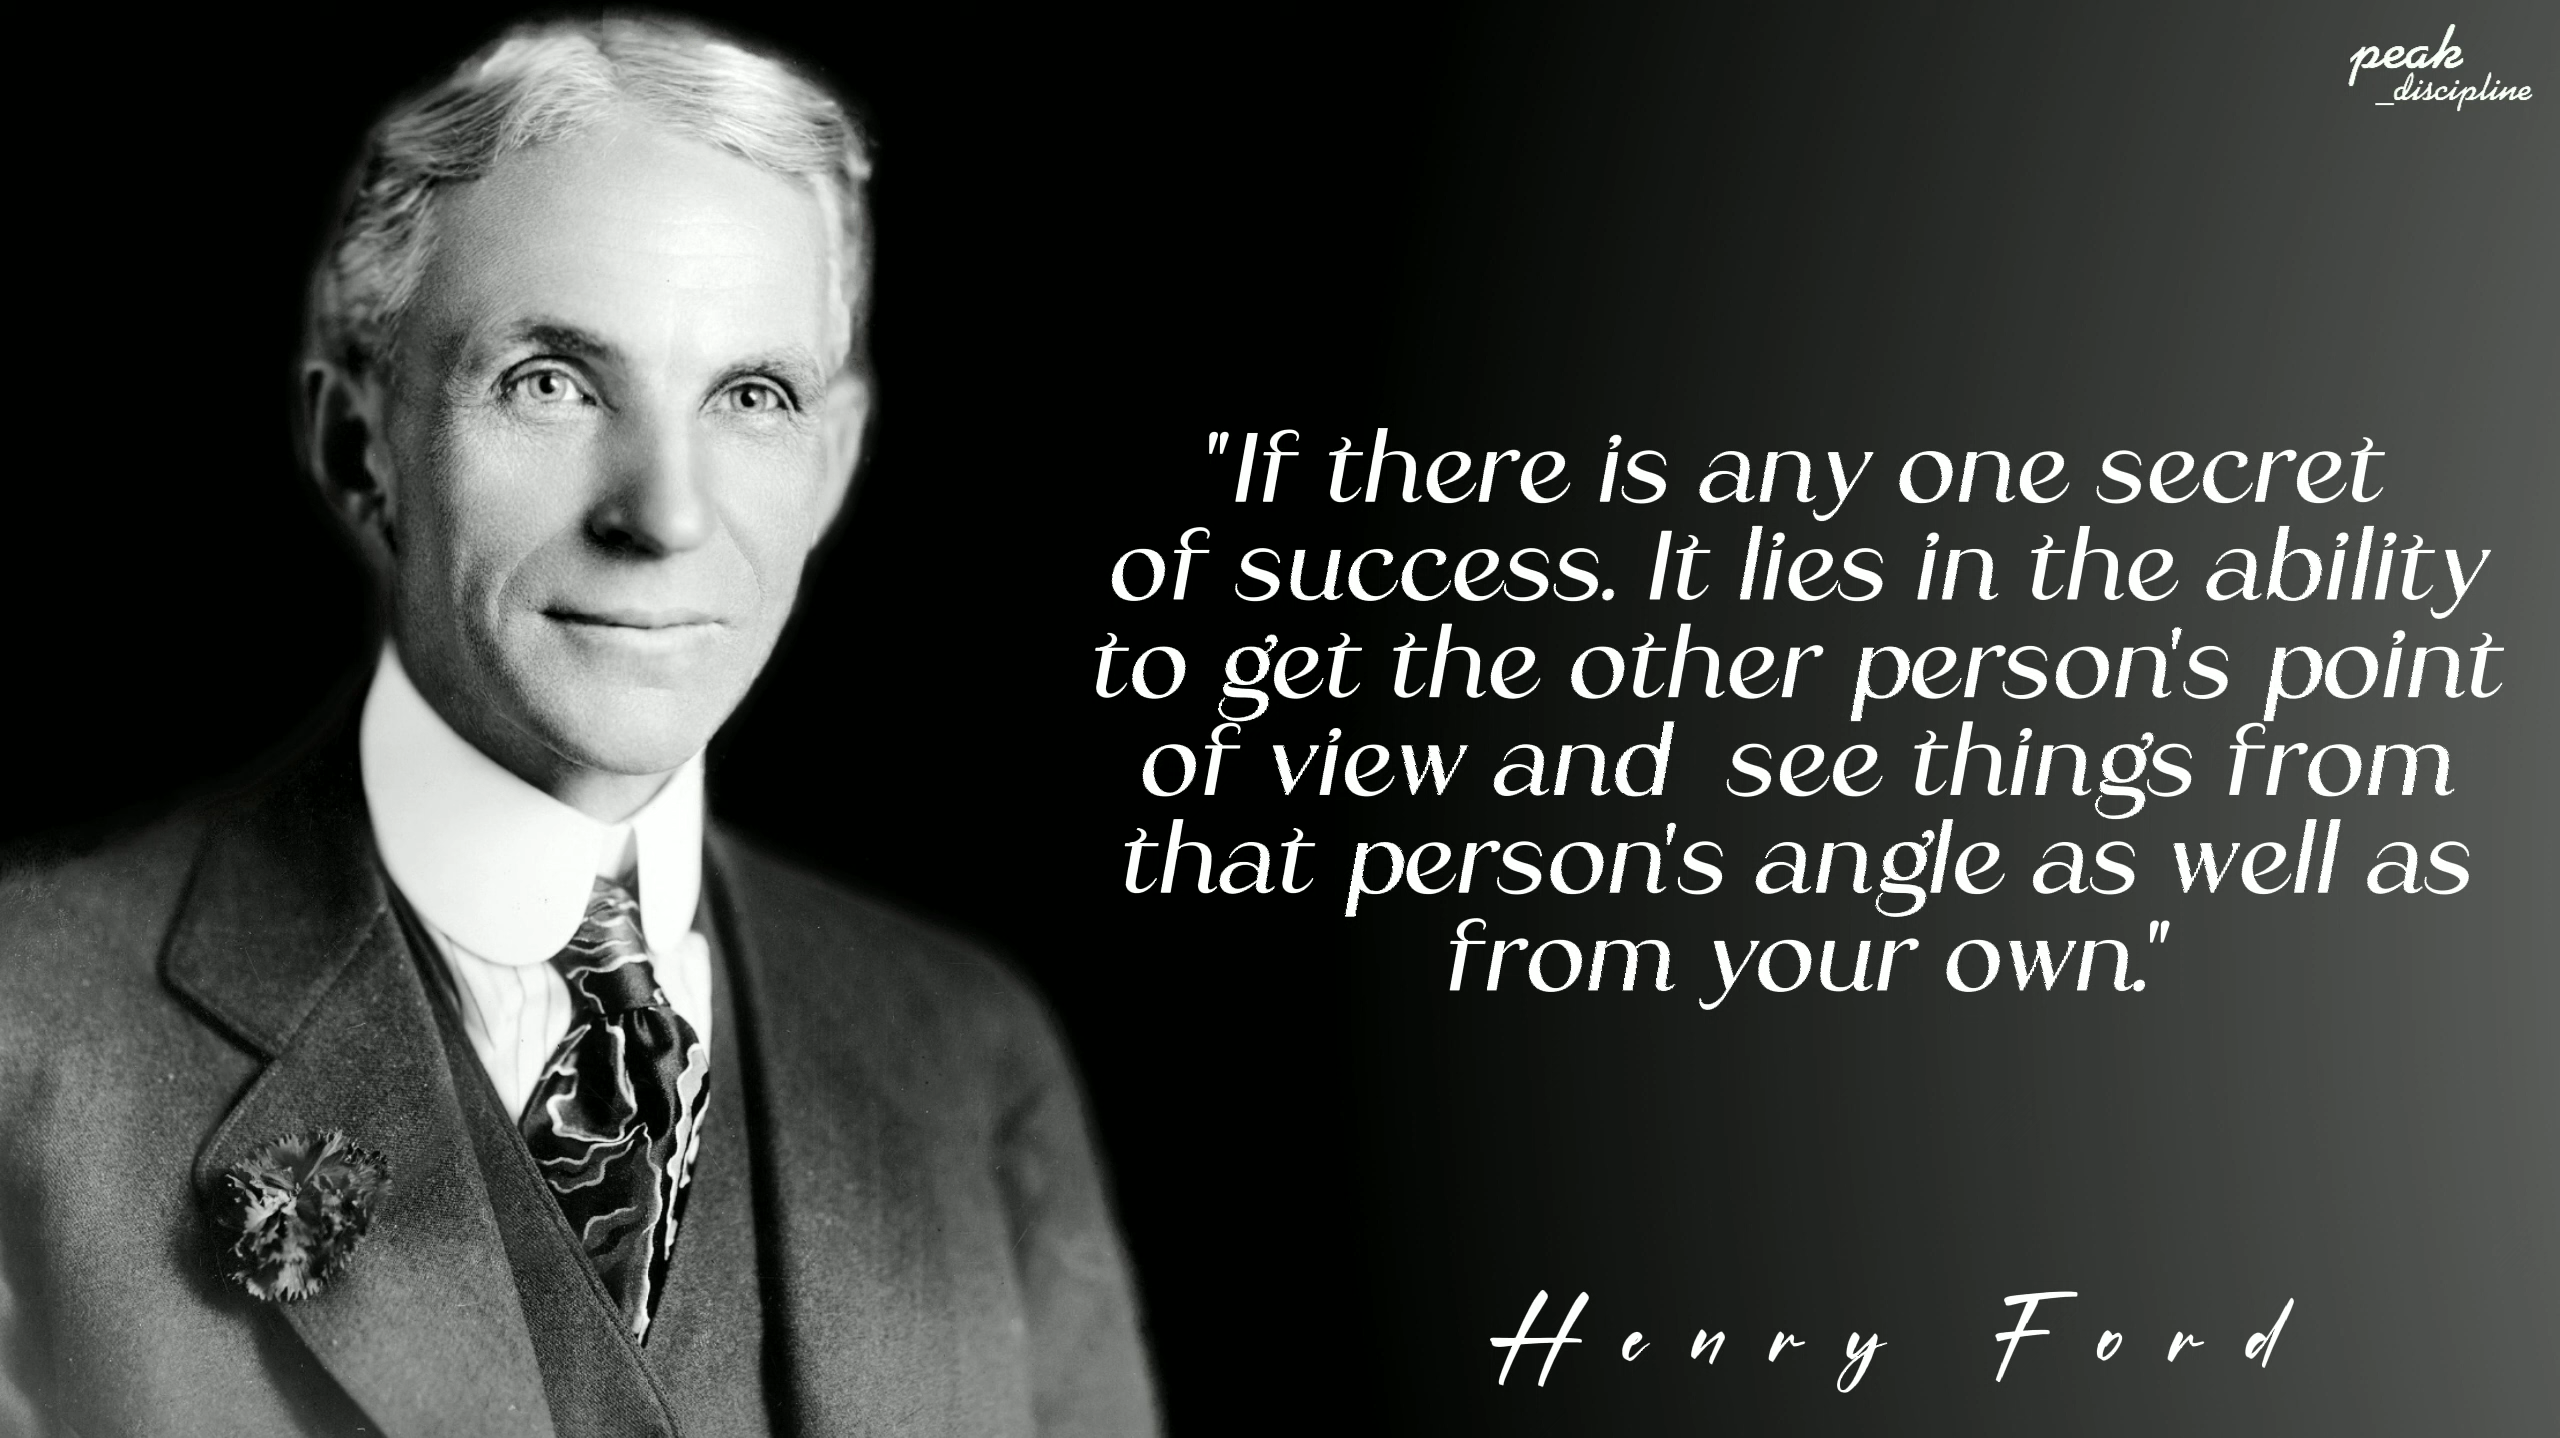 peak
_discipline
"If there is any one secret
of success. It lies in the ability
to get the other person's point
of view and  see things from
that person's angle as well as
from your own."
Henry Ford